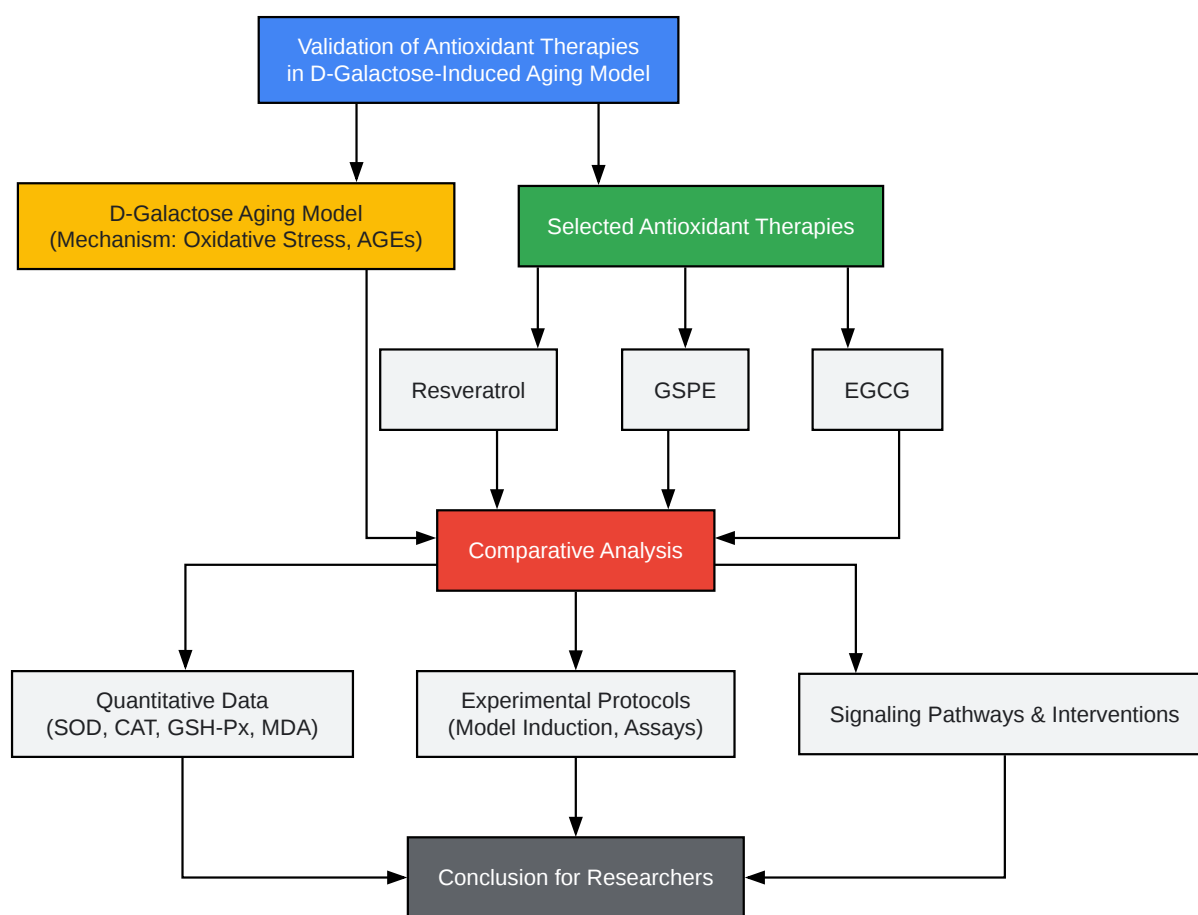 Validation of Antioxidant Therapies
in D-Galactose-Induced Aging Model
D-Galactose Aging Model
(Mechanism: Oxidative Stress, AGEs)
Selected Antioxidant Therapies
Resveratrol
GSPE
EGCG
Comparative Analysis
Quantitative Data
(SOD, CAT, GSH-Px, MDA)
Experimental Protocols
(Model Induction, Assays)
Signaling Pathways & Interventions
Conclusion for Researchers